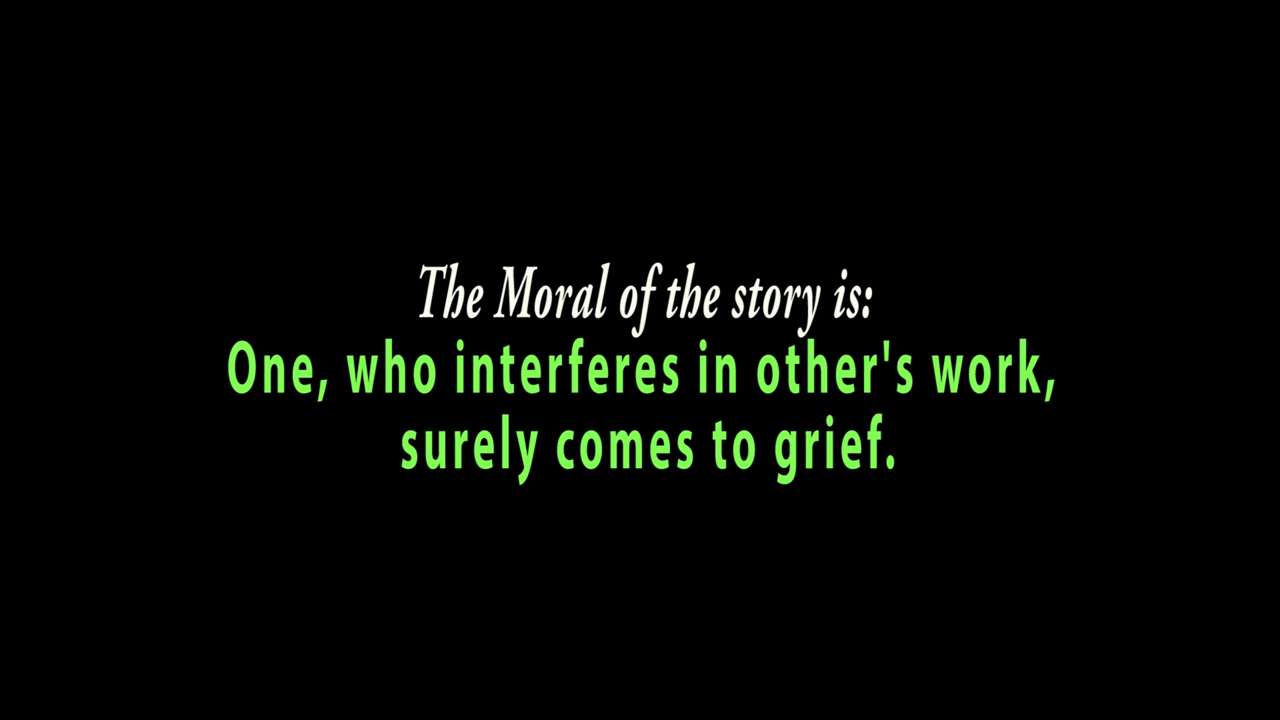 The Moral of the story is:
One, who interferes in other's work,
surely comes to grief.